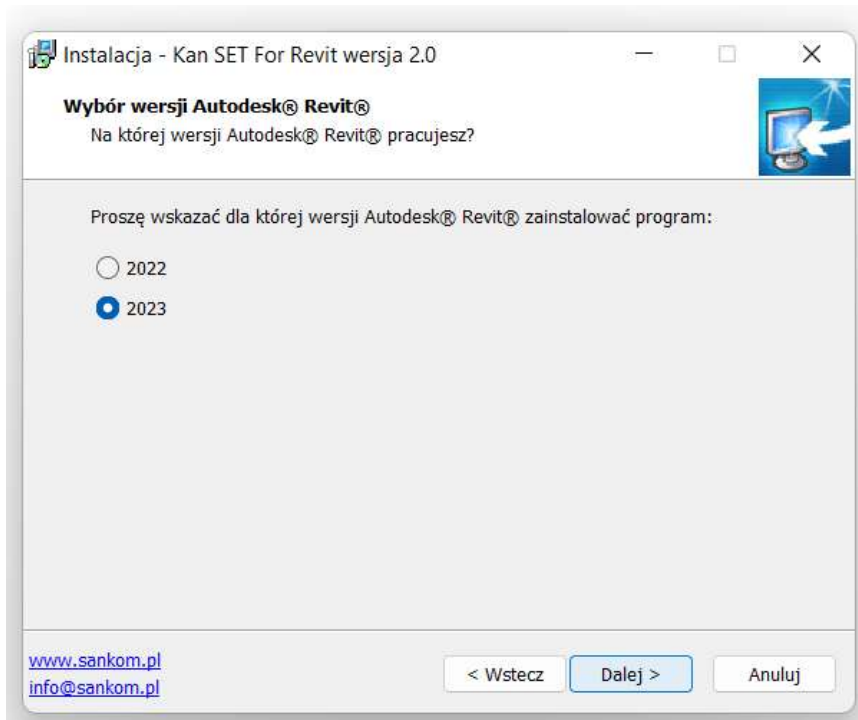 Instalacja - Kan SET For Revit wersja 2.0
Wybór wersji Autodesk® Revit®
Na której wersji Autodesk® Revit® pracujesz?
Proszę wskazać dla której wersji Autodesk® Revit® zainstalować program:
2022
2023
www.sankom.pl
info@sankom.pl
< Wstecz
Dalej >
Anuluj